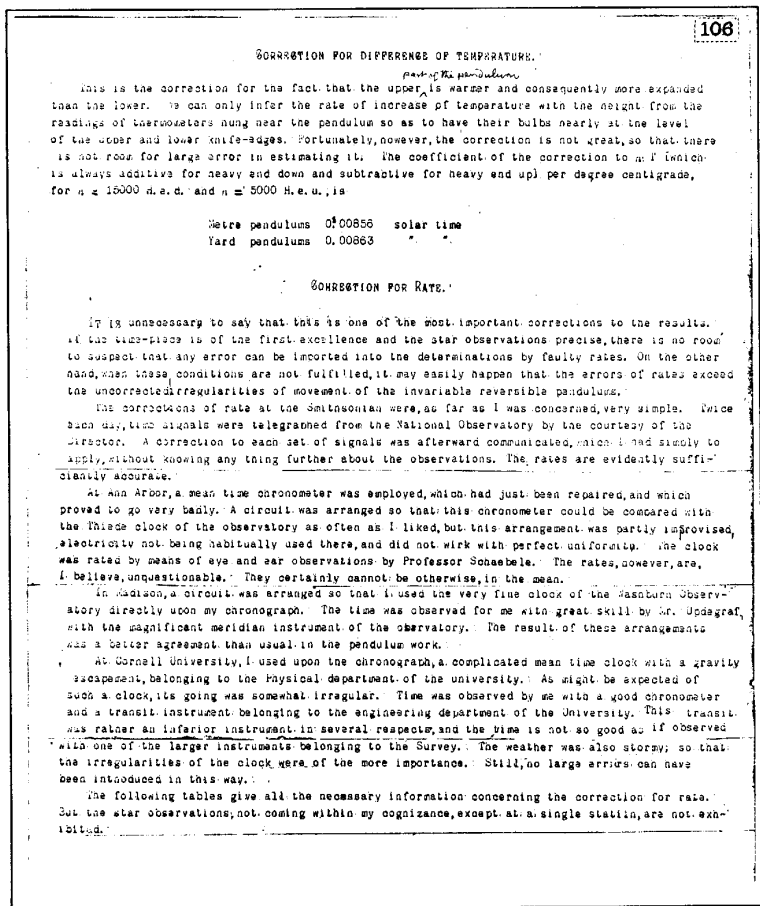 106
CORRECTION FOR DIFFERENCE OF TEMPERATURE.
part of the pendulum
This is the correction for the fact that the upper ^ is warmer and consequently more expanded
than the lower. We can only infer the rate of increase of temperature with the height from the
readings of thermometers hung near the pendulum so as to have their bulbs nearly at the level
of the upper and lower knife-edges. Fortunately, however, the correction is not great, so that there
is not room for large error in estimating it. The coefficient of the correction to (which
is always additive for heavy end down and subtractive for heavy end up) per degree centigrade,
for n = 15000 H.e.d. and n = 5000 H.e.u., is
Metre pendulums 0.00856 solar time
Yard pendulums 0.00863 " "
CORRECTION FOR RATE.
It is unnecessary to say that this is one of the most important corrections to the results.
If the time-piece is of the first excellence and the star observations precise, there is no room
to suspect that any error can be imported into the determinations by faulty rates. On the other
hand, when these conditions are not fulfilled, it may easily happen that the errors of rates exceed
the uncorrected irregularities of movement of the invariable reversible pendulums.
The corrections of rate at the Smithsonian were, as far as I was concerned, very simple. Twice
each day, time signals were telegraphed from the National Observatory by the courtesy of the
Director. A correction to each set of signals was afterward communicated, which I had simply to
apply, without knowing any thing further about the observations. The rates are evidently suffi-
ciently accurate.
At Ann Arbor, a mean time chronometer was employed, which had just been repaired, and which
proved to go very badly. A circuit was arranged so that this chronometer could be compared with
the Thiede clock of the observatory as often as I liked, but this arrangement was partly improvised,
electricity not being habitually used there, and did not wirk with perfect uniformity. The clock
was rated by means of eye and ear observations by Professor Schaebele. The rates, however, are,
I believe, unquestionable. They certainly cannot be otherwise, in the mean.
In Madison, a circuit was arranged so that I used the very fine clock of the Washburn Observ-
atory directly upon my chronograph. The time was observed for me with great skill by Mr. Updegraf,
with the magnificant meridian instrument of the observatory. The result of these arrangements
was a better agreement than usual in the pendulum work.
At Cornell University, I used upon the chronograph, a complicated mean time clock with a gravity
escapement, belonging to the Physical department of the university. As might be expected of
such a clock, its going was somewhat irregular. Time was observed by me with a good chronometer
and a transit instrument belonging to the engineering department of the University. This transit
was rather an inferior instrument in several respects, and the time is not so good as if observed
with one of the larger instruments belonging to the Survey. The weather was also stormy; so that
the irregularities of the clock were of the more importance. Still, no large errors can have
been introduced in this way.
The following tables give all the necessary information concerning the correction for rate.
But the star observations, not coming within my cognizance, except at a single statiin, are not exh-
ibited.